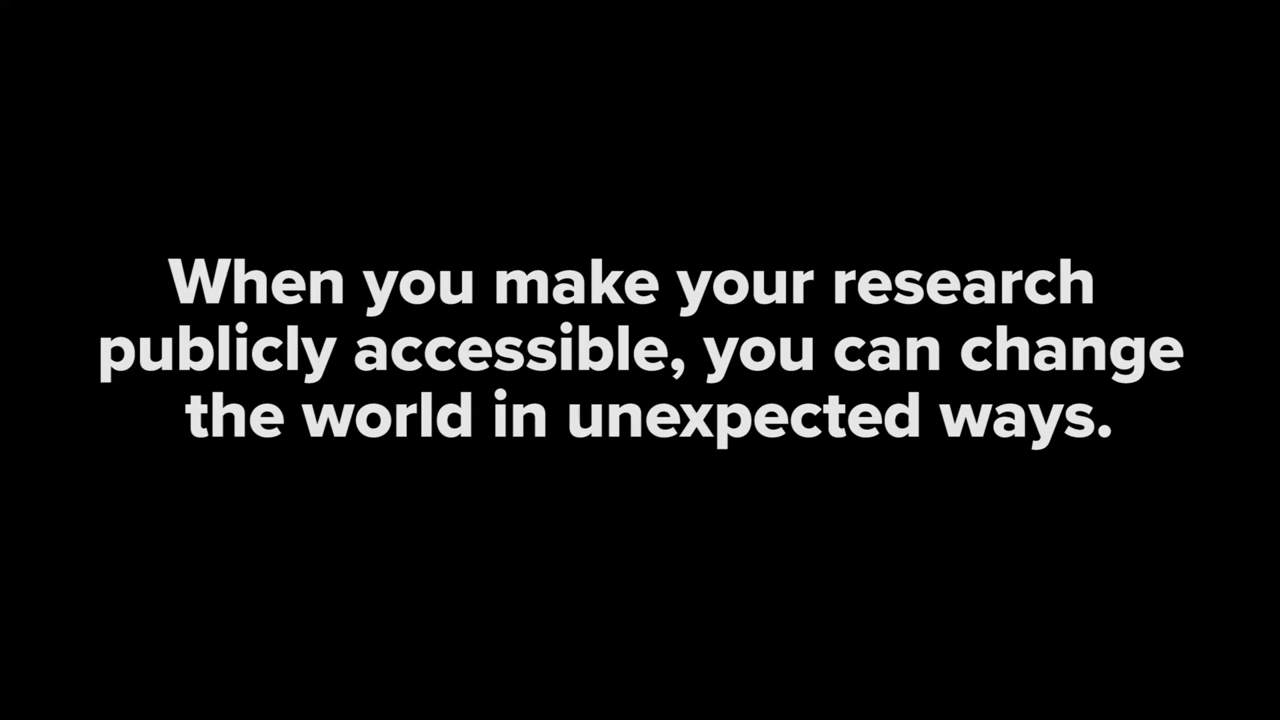 When you make your research
publicly accessible, you can change
the world in unexpected ways.